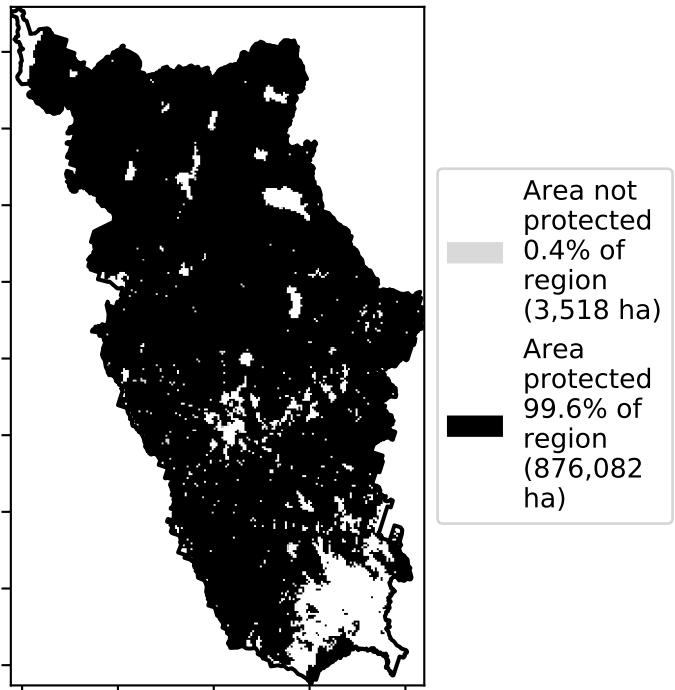 Area not
protected
0.4% of
region
(3,518 ha)
Area
protected
99.6% of
region
(876,082
ha)